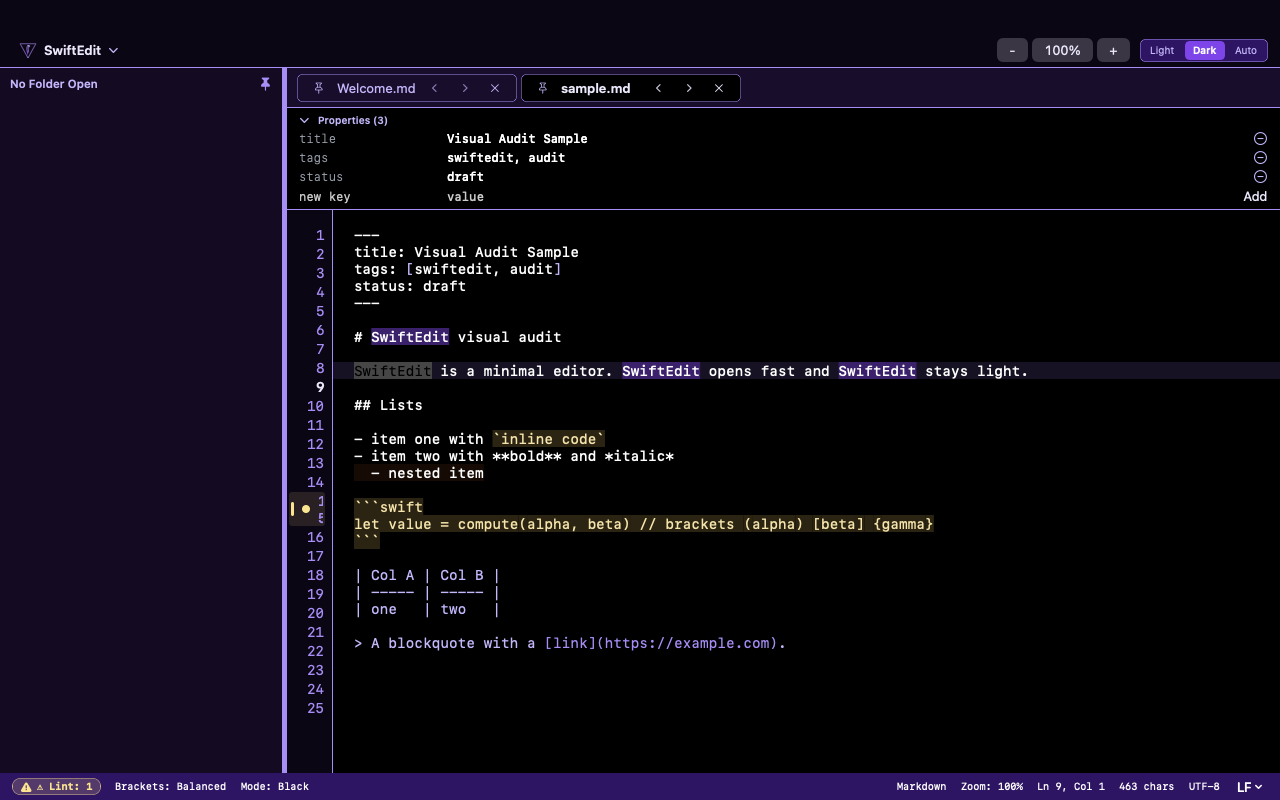 SwiftEdit
- 100% + Light Dark Auto
No Folder Open
Welcome.md
sample.md
Properties (3)
title Visual Audit Sample
tags swiftedit, audit
status draft
new key value Add
1 ---
2 title: Visual Audit Sample
3 tags: [swiftedit, audit]
4 status: draft
5 ---
6
7 # SwiftEdit visual audit
8
9 SwiftEdit is a minimal editor. SwiftEdit opens fast and SwiftEdit stays light.
10
11 ## Lists
12
13 - item one with `inline code`
14 - item two with **bold** and *italic*
15 - nested item
16
17 ```swift
18 let value = compute(alpha, beta) // brackets (alpha) [beta] {gamma}
19 ```
20
21 | Col A | Col B |
22 | ----- | ----- |
23 | one | two |
24
25 > A blockquote with a [link](https://example.com).
⚠ Lint: 1 Brackets: Balanced Mode: Black Markdown Zoom: 100% Ln 9, Col 1 463 chars UTF-8 LF